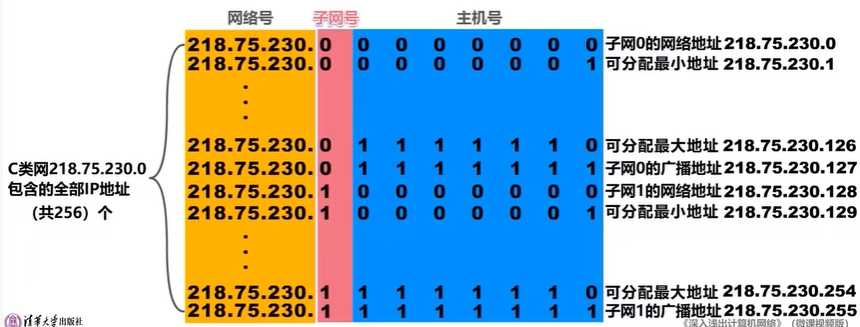 网络号 子网号 主机号
218.75.230. 0 0 0 0 0 0 0 0 子网0的网络地址 218.75.230.0
218.75.230. 0 0 0 0 0 0 0 1 可分配最小地址 218.75.230.1
218.75.230. 0 1 1 1 1 1 1 0 可分配最大地址 218.75.230.126
C类网218.75.230.0
包含的全部IP地址
（共256）个
218.75.230. 0 1 1 1 1 1 1 1 子网0的广播地址 218.75.230.127
218.75.230. 1 0 0 0 0 0 0 0 子网1的网络地址 218.75.230.128
218.75.230. 1 0 0 0 0 0 0 1 可分配最小地址 218.75.230.129
218.75.230. 1 1 1 1 1 1 1 0 可分配最大地址 218.75.230.254
218.75.230. 1 1 1 1 1 1 1 1 子网1的广播地址 218.75.230.255
清华大学出版社 《深入浅出计算机网络》（微课视频版）